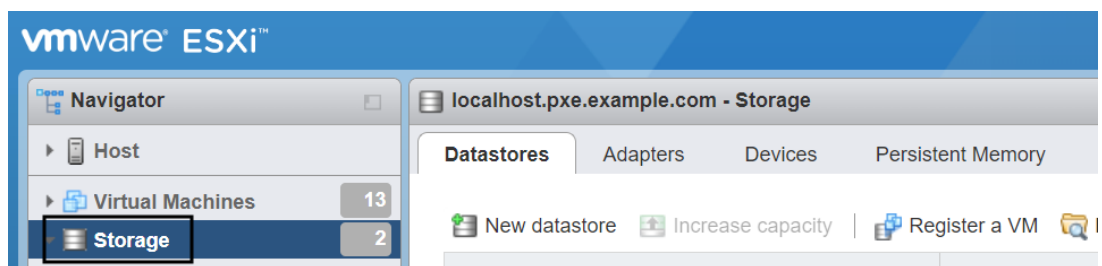 vmware® ESXi™
Navigator
localhost.pxe.example.com - Storage
Host
Datastores Adapters Devices Persistent Memory
Virtual Machines 13
New datastore Increase capacity Register a VM
Storage 2